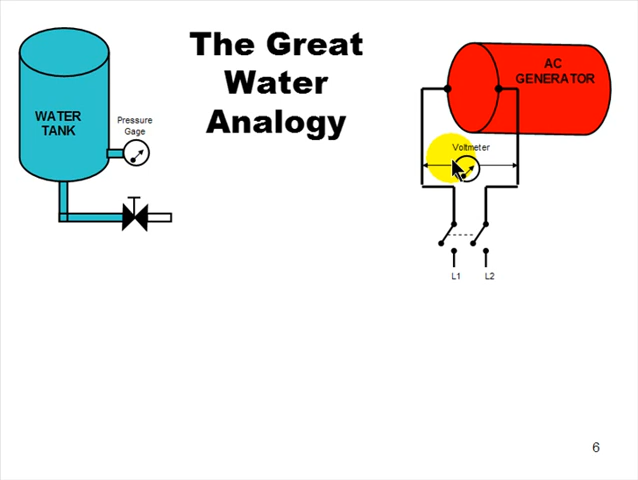 The Great
Water
Analogy
WATER
TANK
Pressure
Gage
AC
GENERATOR
Voltmeter
L1
L2
6